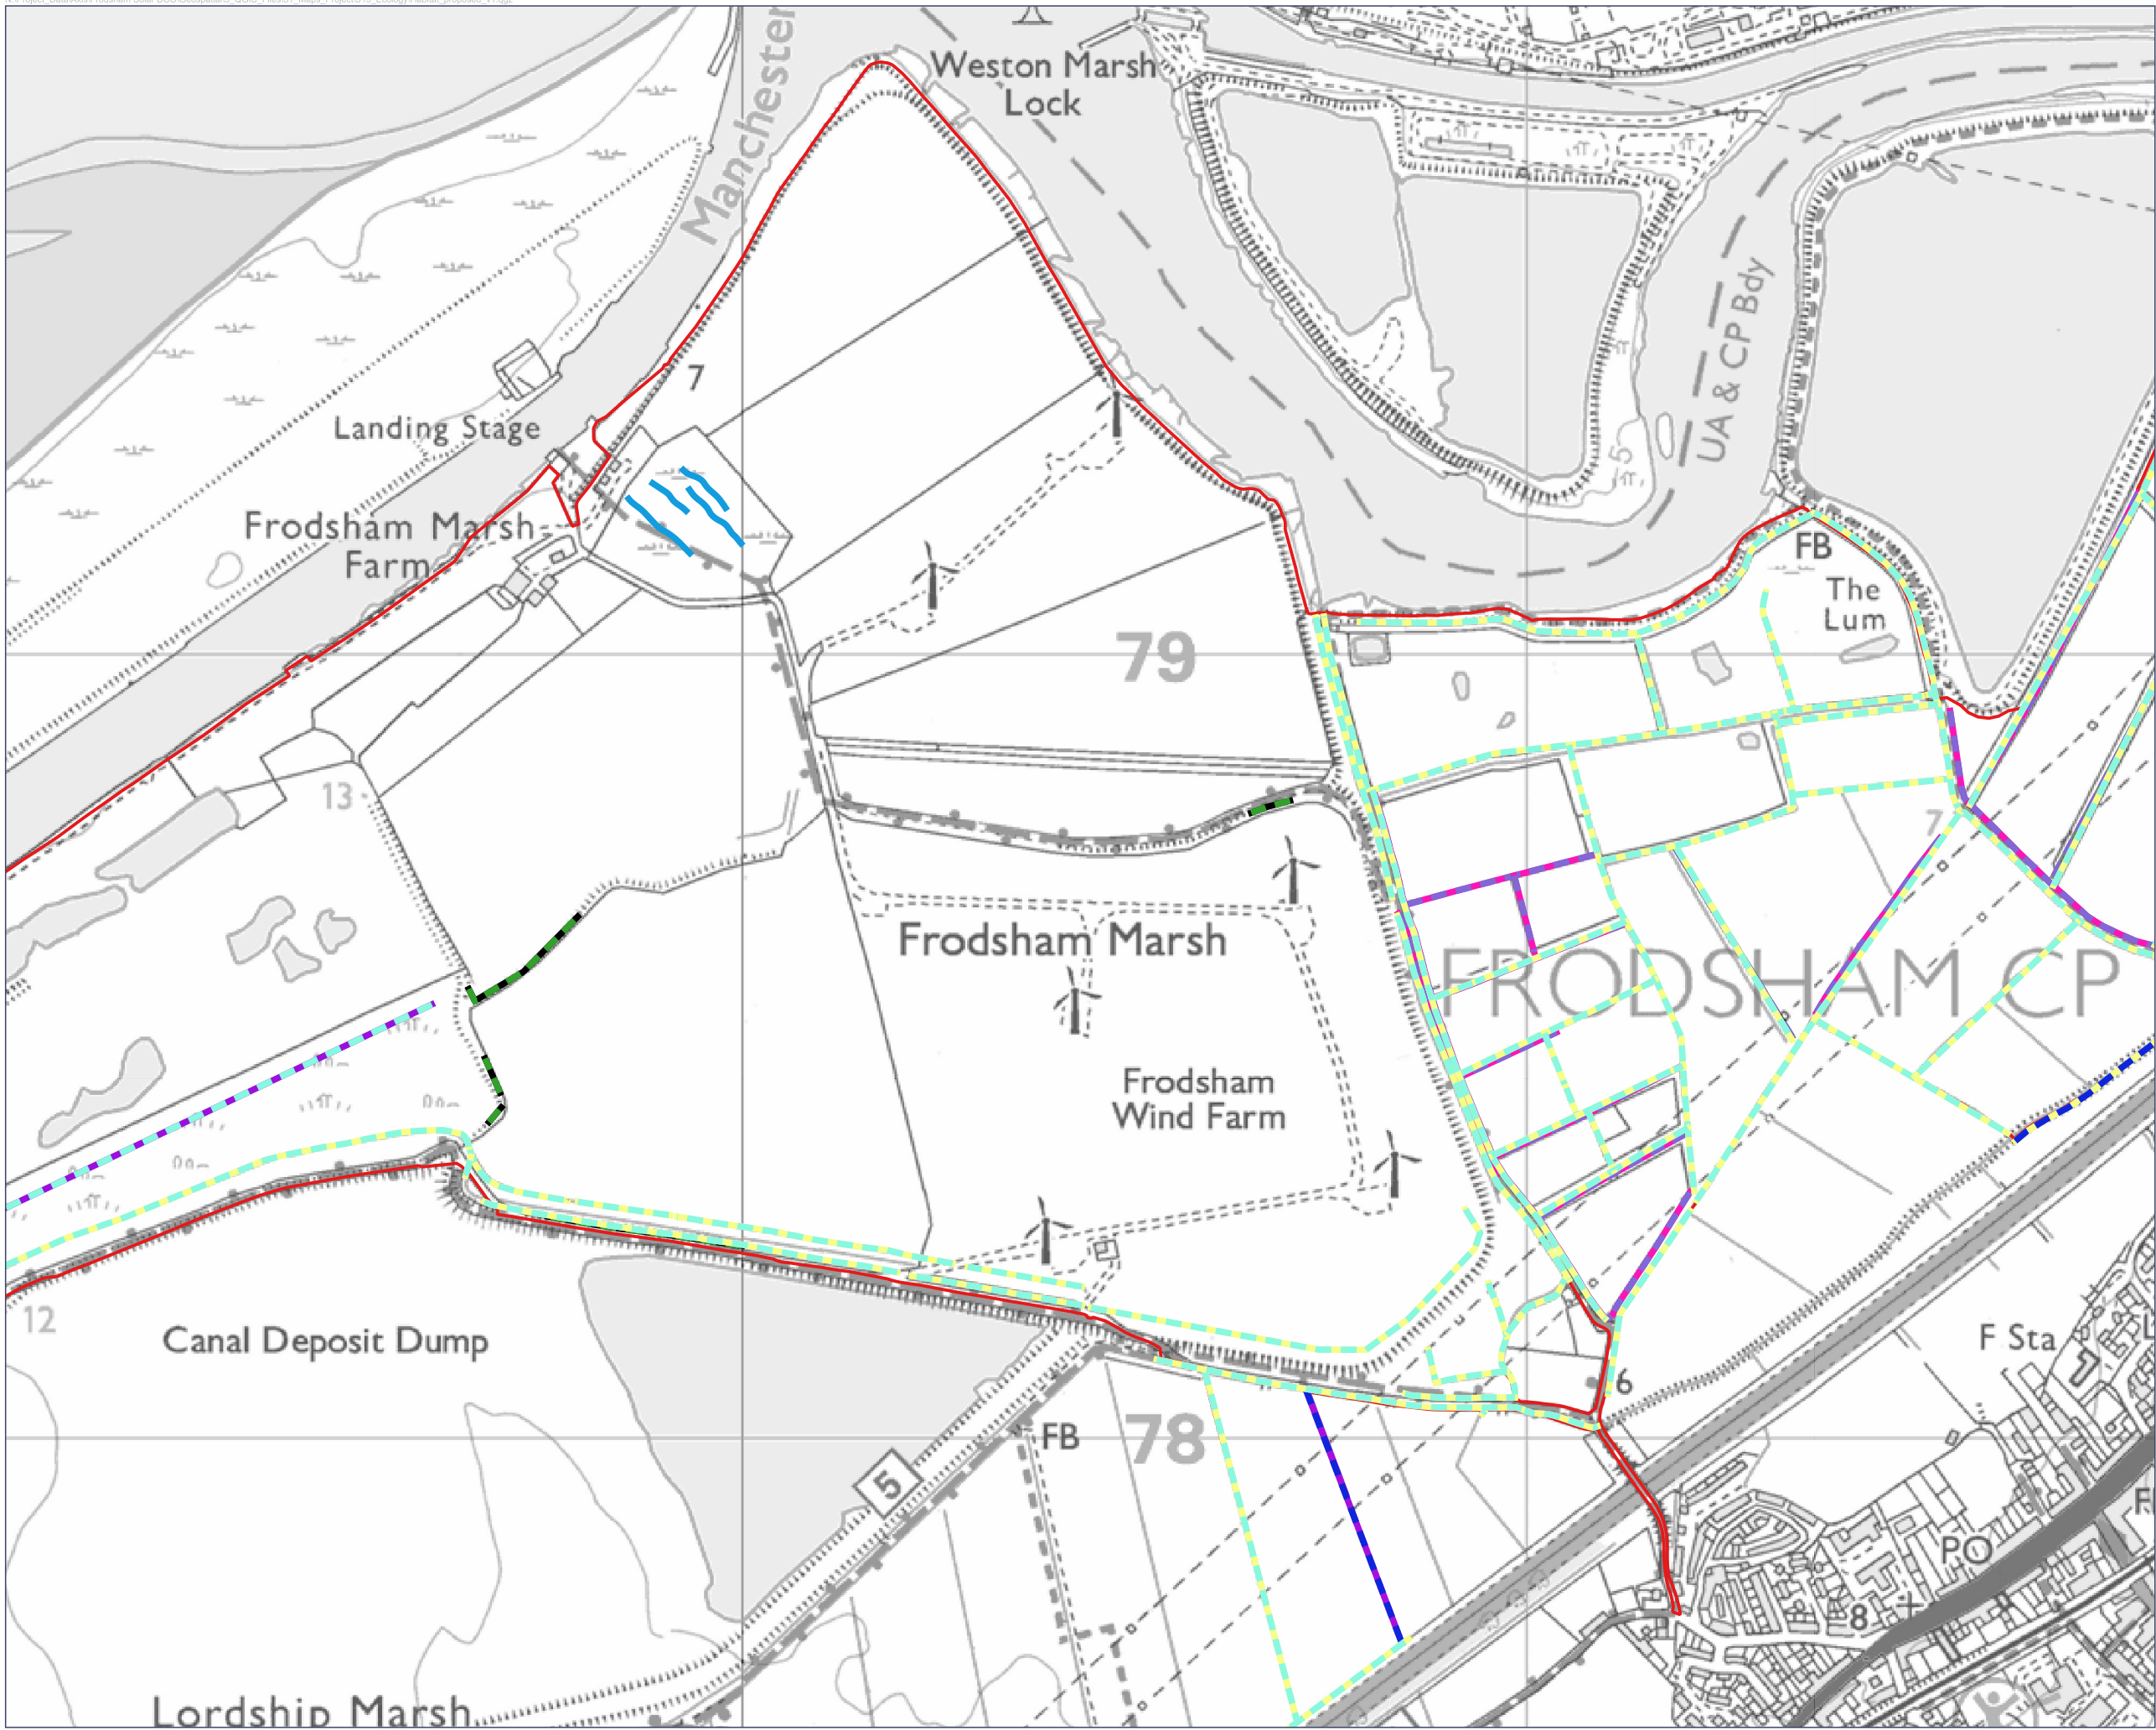 Manchester
Weston Marsh
Lock
UA & CP Bdy
7
Landing Stage
5
Frodsham Marsh
Farm
FB
The
Lum
79
13
7
Frodsham Marsh
FRODSHAM CP
Frodsham
Wind Farm
12
Canal Deposit Dump
F Sta
6
78
FB
5
PO
8
Lordship Marsh